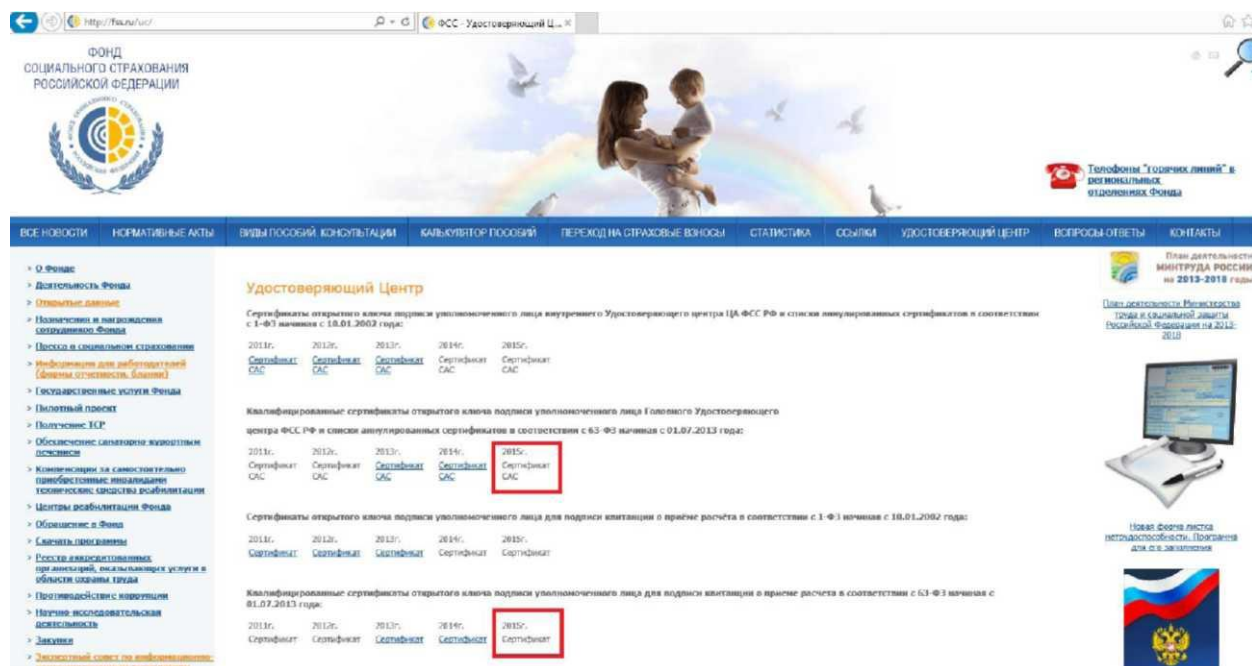 http://fss.ru/uc/
ФСС - Удостоверяющий Ц...
ФОНД
СОЦИАЛЬНОГО СТРАХОВАНИЯ
РОССИЙСКОЙ ФЕДЕРАЦИИ
Телефоны "горячих линий" в
региональных
отделениях Фонда
ВСЕ НОВОСТИ НОРМАТИВНЫЕ АКТЫ ВИДЫ ПОСОБИЙ. КОНСУЛЬТАЦИИ КАЛЬКУЛЯТОР ПОСОБИЙ ПЕРЕХОД НА СТРАХОВЫЕ ВЗНОСЫ СТАТИСТИКА ССЫЛКИ УДОСТОВЕРЯЮЩИЙ ЦЕНТР ВОПРОСЫ-ОТВЕТЫ КОНТАКТЫ
О Фонде
Деятельность Фонда
Открытые данные
Назначения и награждения
сотрудников Фонда
Пресса о социальном страховании
Информация для работодателей
(формы отчетности, бланки)
Государственные услуги Фонда
Пилотный проект
Получение ТСР
Обеспечение санаторно курортным
лечением
Компенсации за самостоятельно
приобретенные инвалидами
технические средства реабилитации
Центры реабилитации Фонда
Обращение в Фонд
Скачать программы
Реестр аккредитованных
организаций, оказывающих услуги в
области охраны труда
Противодействие коррупции
Научно исследовательская
деятельность
Закупки
Экспертный совет по информационно-
Удостоверяющий Центр
Сертификаты открытого ключа подписи уполномоченного лица внутреннего Удостоверяющего центра ЦА ФСС РФ и списки аннулированных сертификатов в соответствии
с 1-ФЗ начиная с 10.01.2002 года:
2011г. 2012г. 2013г. 2014г. 2015г.
Сертификат Сертификат Сертификат Сертификат Сертификат
САС САС САС САС САС
Квалифицированные сертификаты открытого ключа подписи уполномоченного лица Головного Удостоверяющего
центра ФСС РФ и списки аннулированных сертификатов в соответствии с 63-ФЗ начиная с 01.07.2013 года:
2011г. 2012г. 2013г. 2014г. 2015г.
Сертификат Сертификат Сертификат Сертификат Сертификат
САС САС САС САС САС
Сертификаты открытого ключа подписи уполномоченного лица для подписи квитанции о приёме расчёта в соответствии с 1-ФЗ начиная с 10.01.2002 года:
2011г. 2012г. 2013г. 2014г. 2015г.
Сертификат Сертификат Сертификат Сертификат Сертификат
Квалифицированные сертификаты открытого ключа подписи уполномоченного лица для подписи квитанции о приеме расчета в соответствии с 63-ФЗ начиная с
01.07.2013 года:
2011г. 2012г. 2013г. 2014г. 2015г.
Сертификат Сертификат Сертификат Сертификат Сертификат
План деятельности
МИНТРУДА РОССИИ
на 2013-2018 годы
План деятельности Министерства
труда и социальной защиты
Российской Федерации на 2013-
2018
Новая форма листка
нетрудоспособности. Программа
для его заполнения